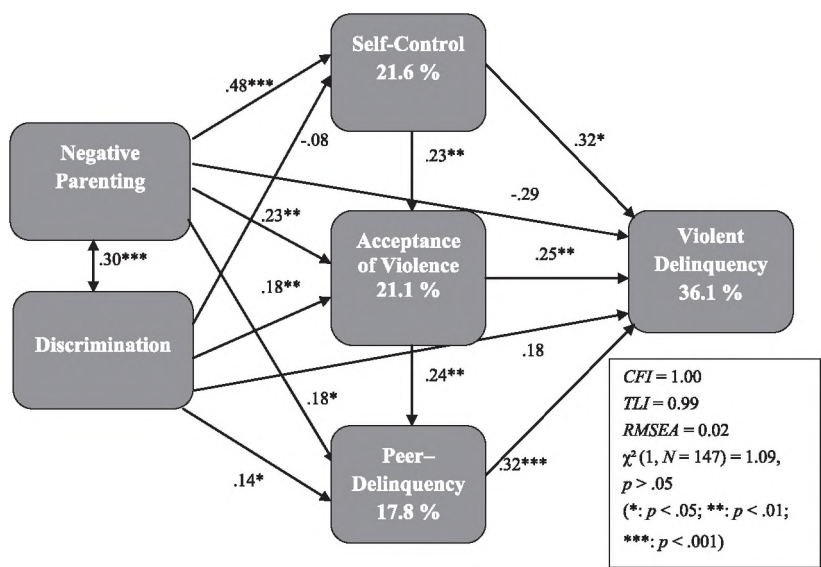 Self-Control
21.6 %
.48***
-.08
.32*
Negative
Parenting
.23**
-.29
.23**
Acceptance
of Violence
21.1 %
Violent
Delinquency
36.1 %
.30***
.25**
.18**
Discrimination
.18
.18*
.24**
.14*
Peer–
Delinquency
17.8 %
.32***
CFI = 1.00
TLI = 0.99
RMSEA = 0.02
χ² (1, N = 147) = 1.09,
p > .05
(*: p < .05; **: p < .01;
***: p < .001)